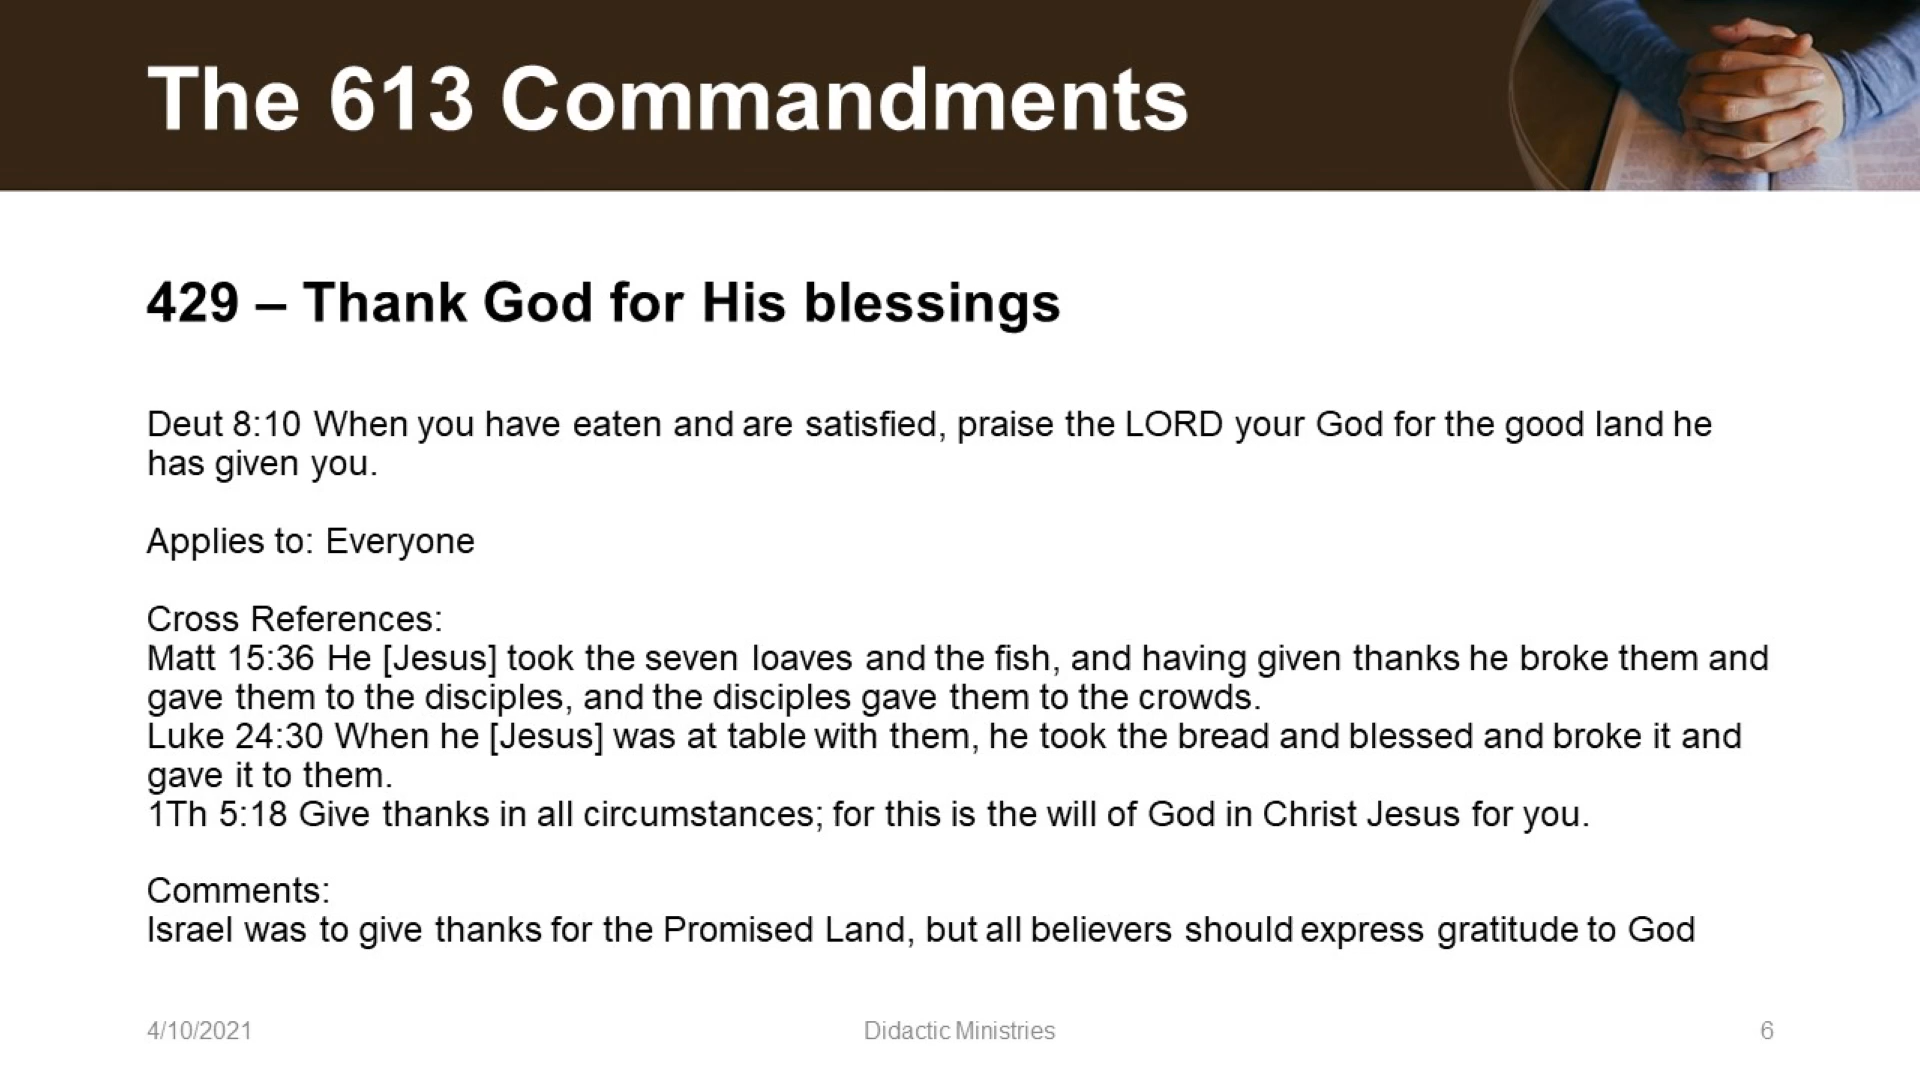 The 613 Commandments
429 – Thank God for His blessings
Deut 8:10 When you have eaten and are satisfied, praise the LORD your God for the good land he
has given you.
Applies to: Everyone
Cross References:
Matt 15:36 He [Jesus] took the seven loaves and the fish, and having given thanks he broke them and
gave them to the disciples, and the disciples gave them to the crowds.
Luke 24:30 When he [Jesus] was at table with them, he took the bread and blessed and broke it and
gave it to them.
1Th 5:18 Give thanks in all circumstances; for this is the will of God in Christ Jesus for you.
Comments:
Israel was to give thanks for the Promised Land, but all believers should express gratitude to God
4/10/2021 Didactic Ministries 6